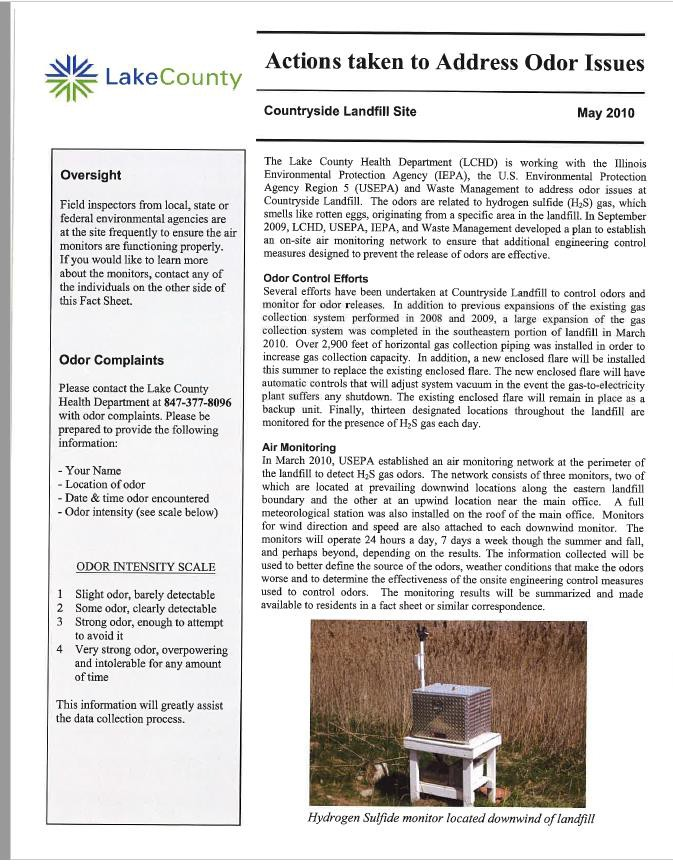 LakeCounty
Actions taken to Address Odor Issues
Countryside Landfill Site May 2010
Oversight
Field inspectors from local, state or
federal environmental agencies are
at the site frequently to ensure the air
monitors are functioning properly.
If you would like to learn more
about the monitors, contact any of
the individuals on the other side of
this Fact Sheet.
Odor Complaints
Please contact the Lake County
Health Department at 847-377-8096
with odor complaints. Please be
prepared to provide the following
information:
- Your Name
- Location of odor
- Date & time odor encountered
- Odor intensity (see scale below)
ODOR INTENSITY SCALE
1 Slight odor, barely detectable
2 Some odor, clearly detectable
3 Strong odor, enough to attempt
to avoid it
4 Very strong odor, overpowering
and intolerable for any amount
of time
This information will greatly assist
the data collection process.
The Lake County Health Department (LCHD) is working with the Illinois
Environmental Protection Agency (IEPA), the U.S. Environmental Protection
Agency Region 5 (USEPA) and Waste Management to address odor issues at
Countryside Landfill. The odors are related to hydrogen sulfide (H₂S) gas, which
smells like rotten eggs, originating from a specific area in the landfill. In September
2009, LCHD, USEPA, IEPA, and Waste Management developed a plan to establish
an on-site air monitoring network to ensure that additional engineering control
measures designed to prevent the release of odors are effective.
Odor Control Efforts
Several efforts have been undertaken at Countryside Landfill to control odors and
monitor for odor releases. In addition to previous expansions of the existing gas
collection system performed in 2008 and 2009, a large expansion of the gas
collection system was completed in the southeastern portion of landfill in March
2010. Over 2,900 feet of horizontal gas collection piping was installed in order to
increase gas collection capacity. In addition, a new enclosed flare will be installed
this summer to replace the existing enclosed flare. The new enclosed flare will have
automatic controls that will adjust system vacuum in the event the gas-to-electricity
plant suffers any shutdown. The existing enclosed flare will remain in place as a
backup unit. Finally, thirteen designated locations throughout the landfill are
monitored for the presence of H₂S gas each day.
Air Monitoring
In March 2010, USEPA established an air monitoring network at the perimeter of
the landfill to detect H₂S gas odors. The network consists of three monitors, two of
which are located at prevailing downwind locations along the eastern landfill
boundary and the other at an upwind location near the main office. A full
meteorological station was also installed on the roof of the main office. Monitors
for wind direction and speed are also attached to each downwind monitor. The
monitors will operate 24 hours a day, 7 days a week though the summer and fall,
and perhaps beyond, depending on the results. The information collected will be
used to better define the source of the odors, weather conditions that make the odors
worse and to determine the effectiveness of the onsite engineering control measures
used to control odors. The monitoring results will be summarized and made
available to residents in a fact sheet or similar correspondence.
Hydrogen Sulfide monitor located downwind of landfill